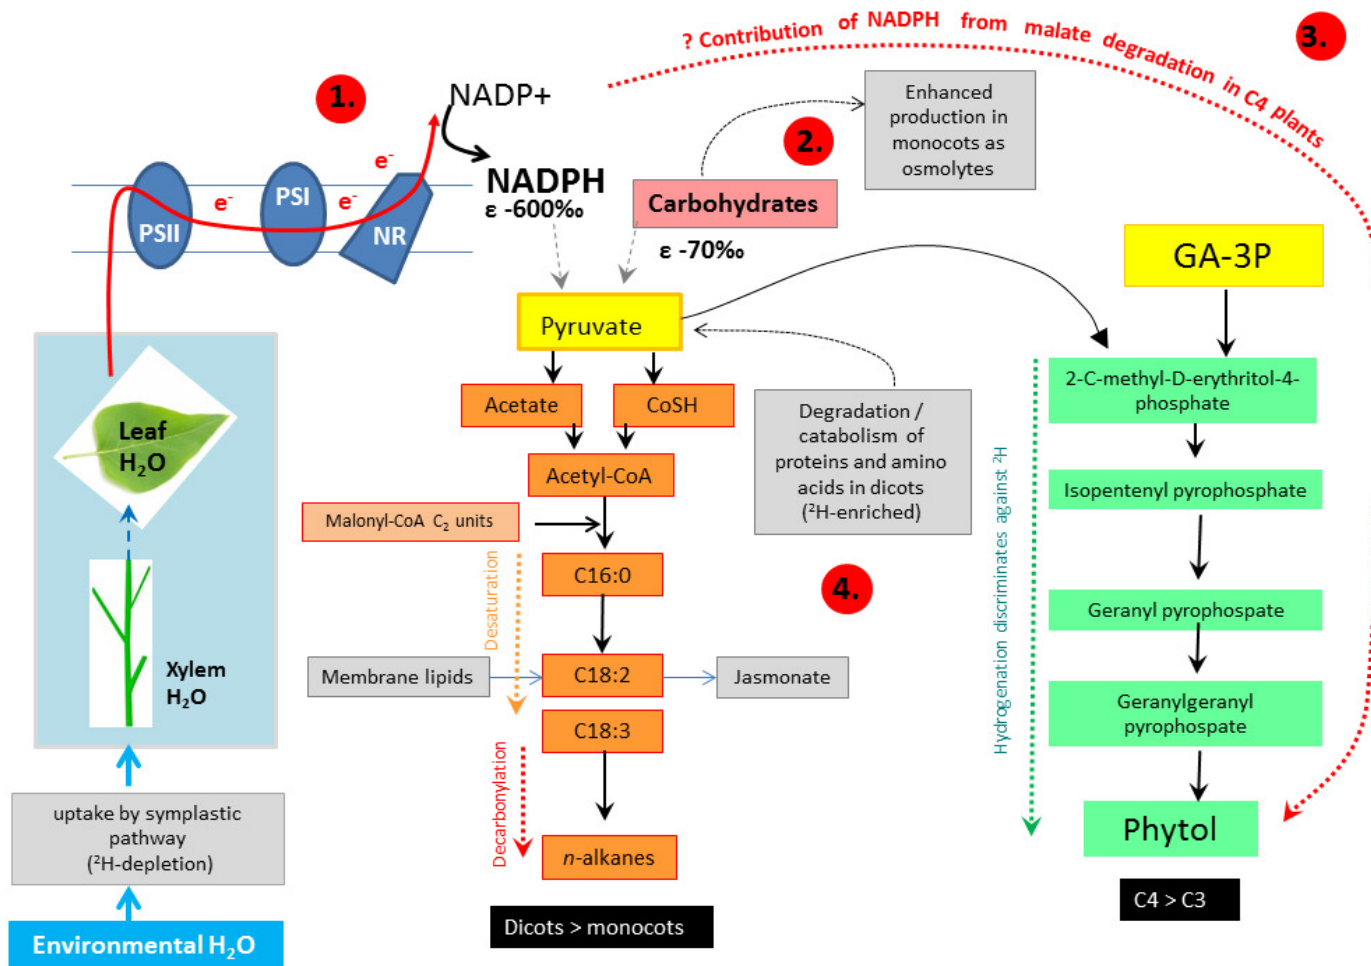 ? Contribution of NADPH from malate degradation in C4 plants
3.
1.
NADP+
NADPH
ε -600‰
e-
e-
e-
PSII
PSI
NR
2.
Carbohydrates
ε -70‰
Enhanced
production in
monocots as
osmolytes
GA-3P
Pyruvate
Acetate
CoSH
Acetyl-CoA
Malonyl-CoA C₂ units
Desaturation
C16:0
Membrane lipids
C18:2
Jasmonate
C18:3
Decarbonylation
n-alkanes
Dicots > monocots
Degradation /
catabolism of
proteins and amino
acids in dicots
(²H-enriched)
4.
Hydrogenation discriminates against ²H
2-C-methyl-D-erythritol-4-
phosphate
Isopentenyl pyrophosphate
Geranyl pyrophospate
Geranylgeranyl
pyrophospate
Phytol
C4 > C3
Leaf
H₂O
Xylem
H₂O
uptake by symplastic
pathway
(²H-depletion)
Environmental H₂O